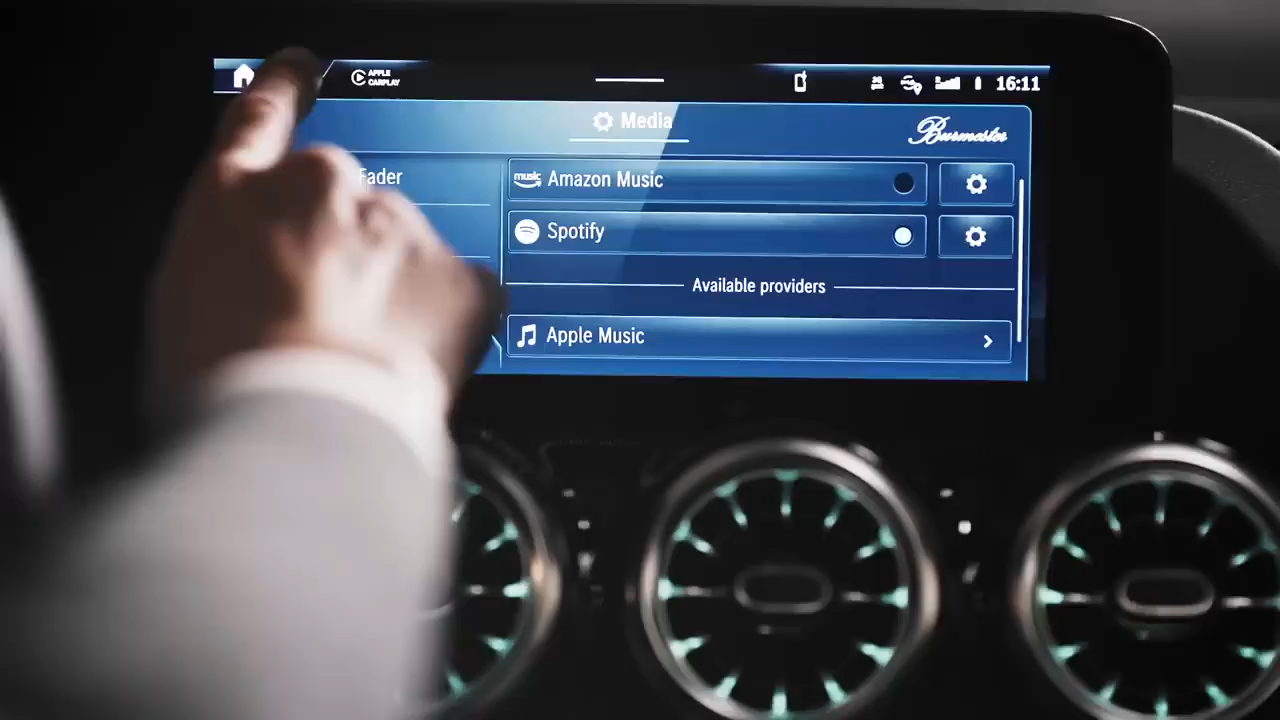 APPLE
CARPLAY
16:11
Media
Burmester
Fader
music
Amazon Music
Spotify
Available providers
Apple Music